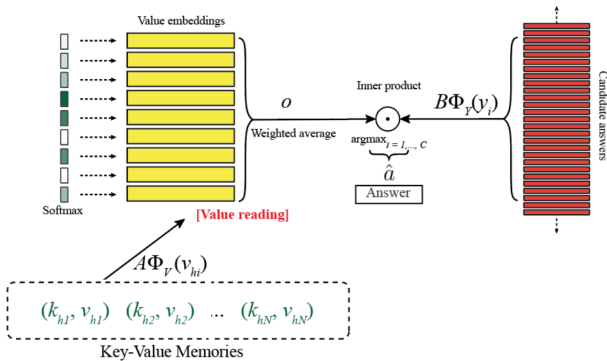 Value embeddings
Softmax
o
Weighted average
[Value reading]
Inner product
argmax i = 1,..., C
â
Answer
BΦ_Y(y_i)
Candidate answers
AΦ_V(v_hi)
(k_h1, v_h1) (k_h2, v_h2) ... (k_hN, v_hN)
Key-Value Memories